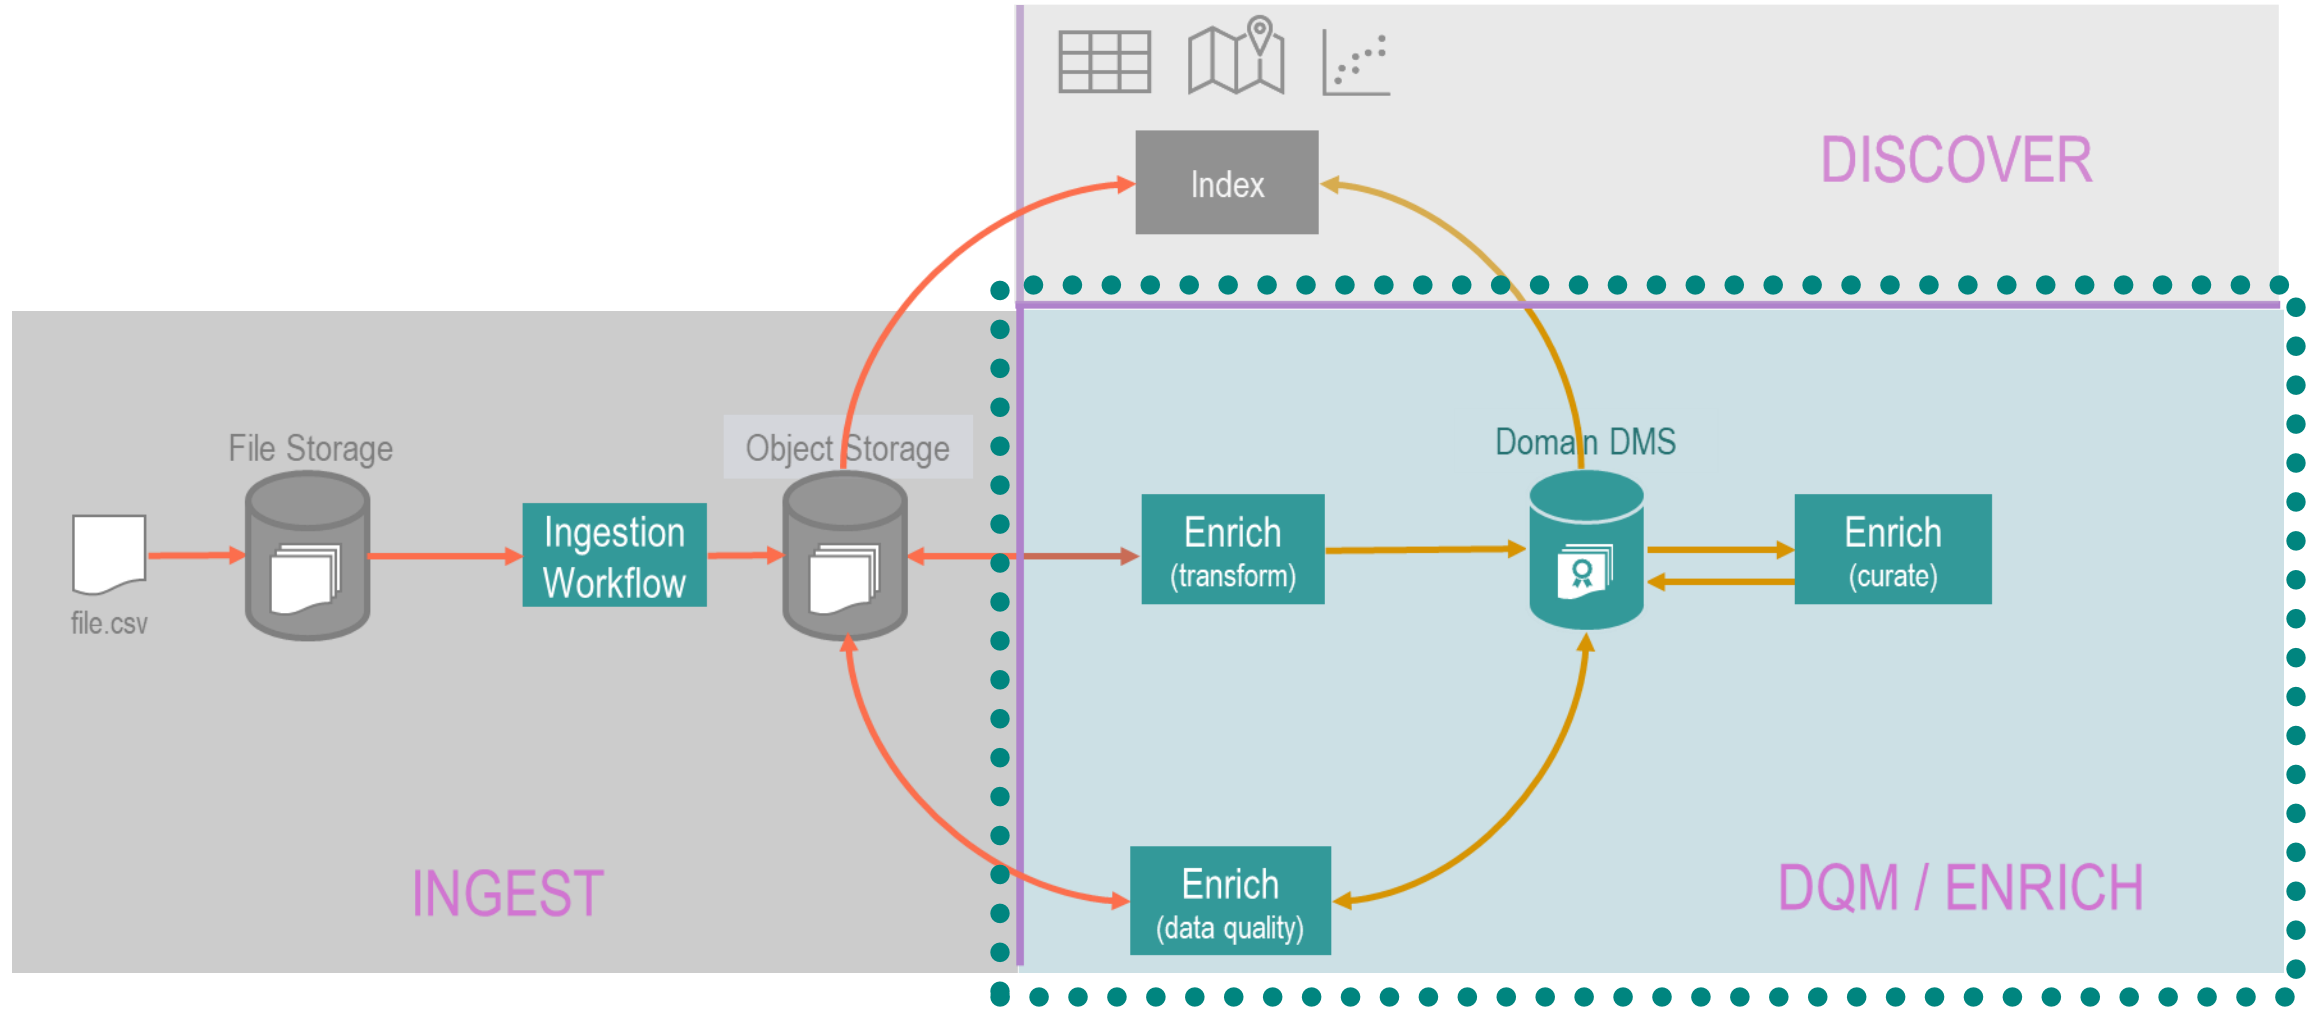 DISCOVER
Index
File Storage
Object Storage
Domain DMS
Ingestion
Workflow
Enrich
(transform)
Enrich
(curate)
file.csv
INGEST
Enrich
(data quality)
DQM / ENRICH